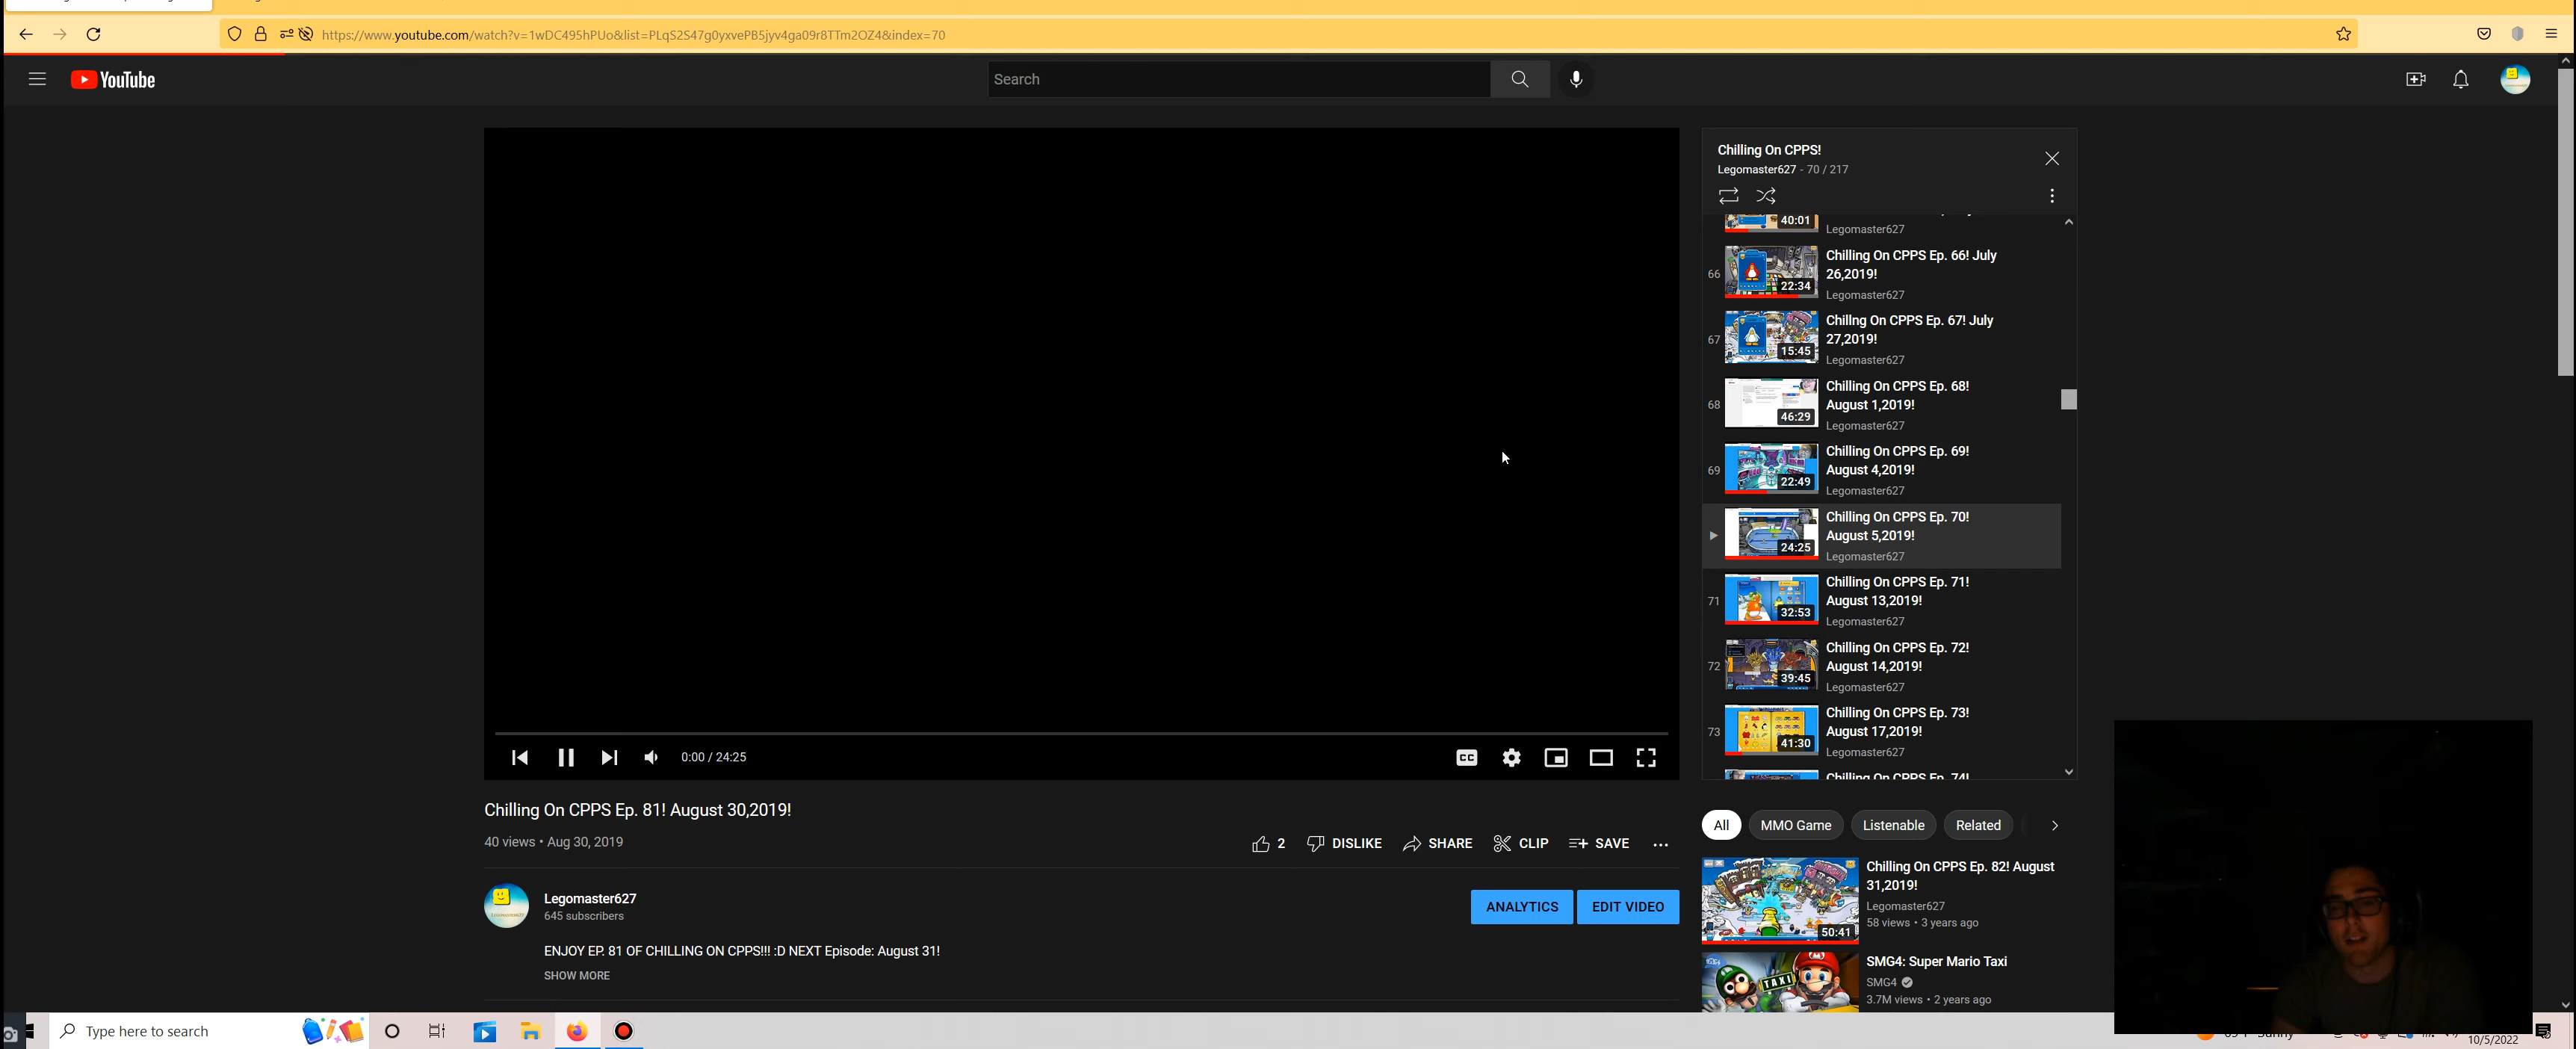 https://www.youtube.com/watch?v=1wDC495hPUo&list=PLqS2S47g0yxvePB5jyv4ga09r8TTm2OZ4&index=70
YouTube
Search
Chilling On CPPS!
Legomaster627 - 70 / 217
40:01
Legomaster627
66
22:34
Chilling On CPPS Ep. 66! July
26,2019!
Legomaster627
67
15:45
Chillng On CPPS Ep. 67! July
27,2019!
Legomaster627
68
46:29
Chilling On CPPS Ep. 68!
August 1,2019!
Legomaster627
69
22:49
Chilling On CPPS Ep. 69!
August 4,2019!
Legomaster627
24:25
Chilling On CPPS Ep. 70!
August 5,2019!
Legomaster627
71
32:53
Chilling On CPPS Ep. 71!
August 13,2019!
Legomaster627
72
39:45
Chilling On CPPS Ep. 72!
August 14,2019!
Legomaster627
73
41:30
Chilling On CPPS Ep. 73!
August 17,2019!
Legomaster627
Chilling On CPPS Ep. 74!
CC
0:00 / 24:25
Chilling On CPPS Ep. 81! August 30,2019!
40 views • Aug 30, 2019
2 DISLIKE SHARE CLIP SAVE
Legomaster627
645 subscribers
ANALYTICS
EDIT VIDEO
ENJOY EP. 81 OF CHILLING ON CPPS!!! :D NEXT Episode: August 31!
SHOW MORE
All MMO Game Listenable Related
50:41
Chilling On CPPS Ep. 82! August
31,2019!
Legomaster627
58 views • 3 years ago
TAXI
SMG4: Super Mario Taxi
SMG4
3.7M views • 2 years ago
Type here to search
10/5/2022